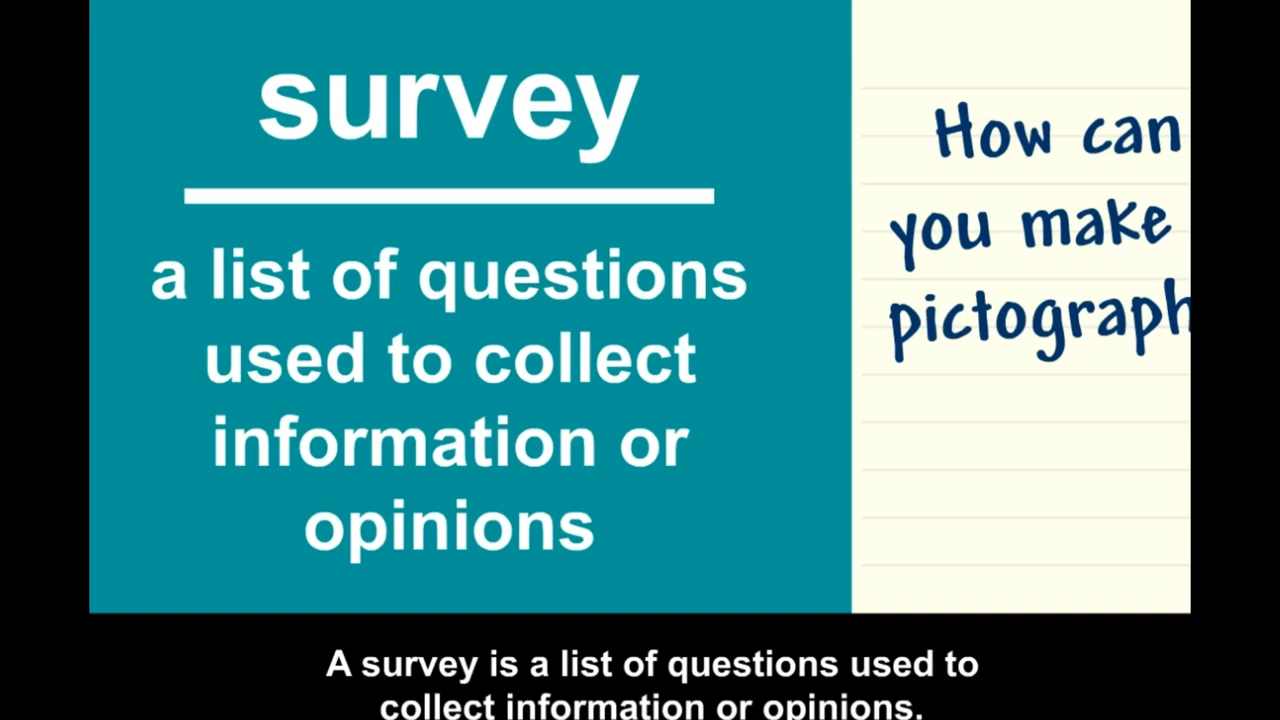 survey
a list of questions
used to collect
information or
opinions
How can
you make
pictograph
A survey is a list of questions used to
collect information or opinions.